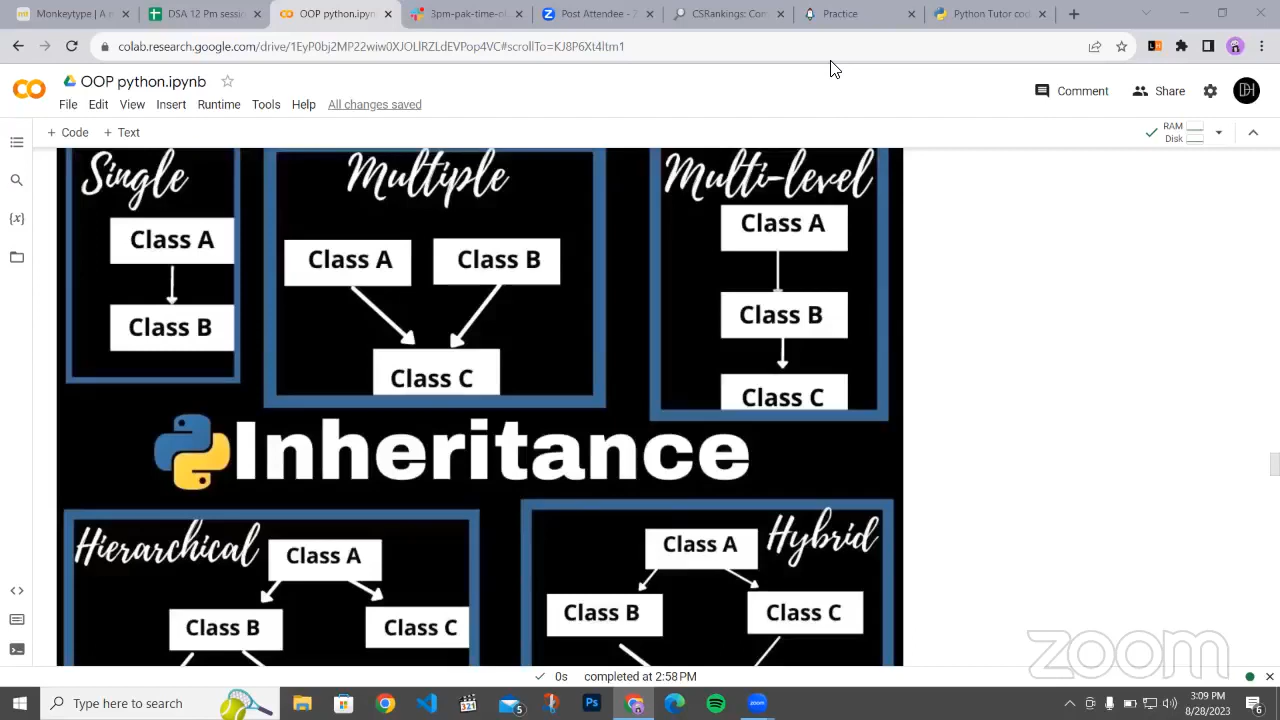 Monkeytype | A m
DSA 12 Pm sessi
OOP python.ipyn
3pm-pak-time-ol
Post Attendee - Z
CSRankings: Com
Practice
Python Tutor cod
colab.research.google.com/drive/1EyP0bj2MP22wiw0XJOLlRZLdEVPop4VC#scrollTo=KJ8P6Xt4Itm1
OOP python.ipynb
File Edit View Insert Runtime Tools Help All changes saved
Comment
Share
DH
+ Code + Text
RAM
Disk
Single
Class A
Class B
Multiple
Class A
Class B
Class C
Multi-level
Class A
Class B
Class C
Inheritance
Hierarchical
Class A
Class B
Class C
Hybrid
Class A
Class B
Class C
zoom
0s completed at 2:58 PM
Type here to search
3:09 PM
8/28/2023